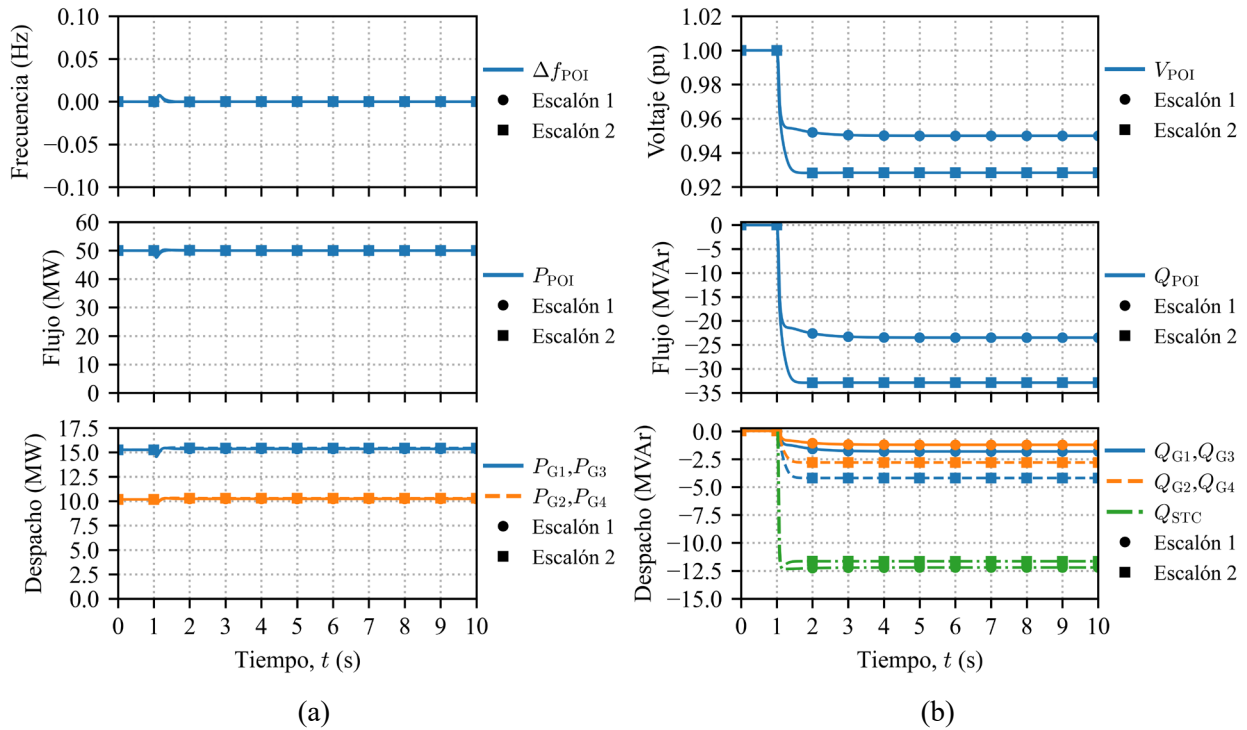 Frecuencia (Hz)
0.10
0.05
0.00
−0.05
−0.10
Δf_POI
Escalón 1
Escalón 2
Flujo (MW)
60
50
40
30
20
10
0
P_POI
Escalón 1
Escalón 2
Despacho (MW)
17.5
15.0
12.5
10.0
7.5
5.0
2.5
0.0
P_G1,P_G3
P_G2,P_G4
Escalón 1
Escalón 2
0 1 2 3 4 5 6 7 8 9 10
Tiempo, t (s)
(a)
Voltaje (pu)
1.02
1.00
0.98
0.96
0.94
0.92
V_POI
Escalón 1
Escalón 2
Flujo (MVAr)
0
−5
−10
−15
−20
−25
−30
−35
Q_POI
Escalón 1
Escalón 2
Despacho (MVAr)
0.0
−2.5
−5.0
−7.5
−10.0
−12.5
−15.0
Q_G1,Q_G3
Q_G2,Q_G4
Q_STC
Escalón 1
Escalón 2
0 1 2 3 4 5 6 7 8 9 10
Tiempo, t (s)
(b)